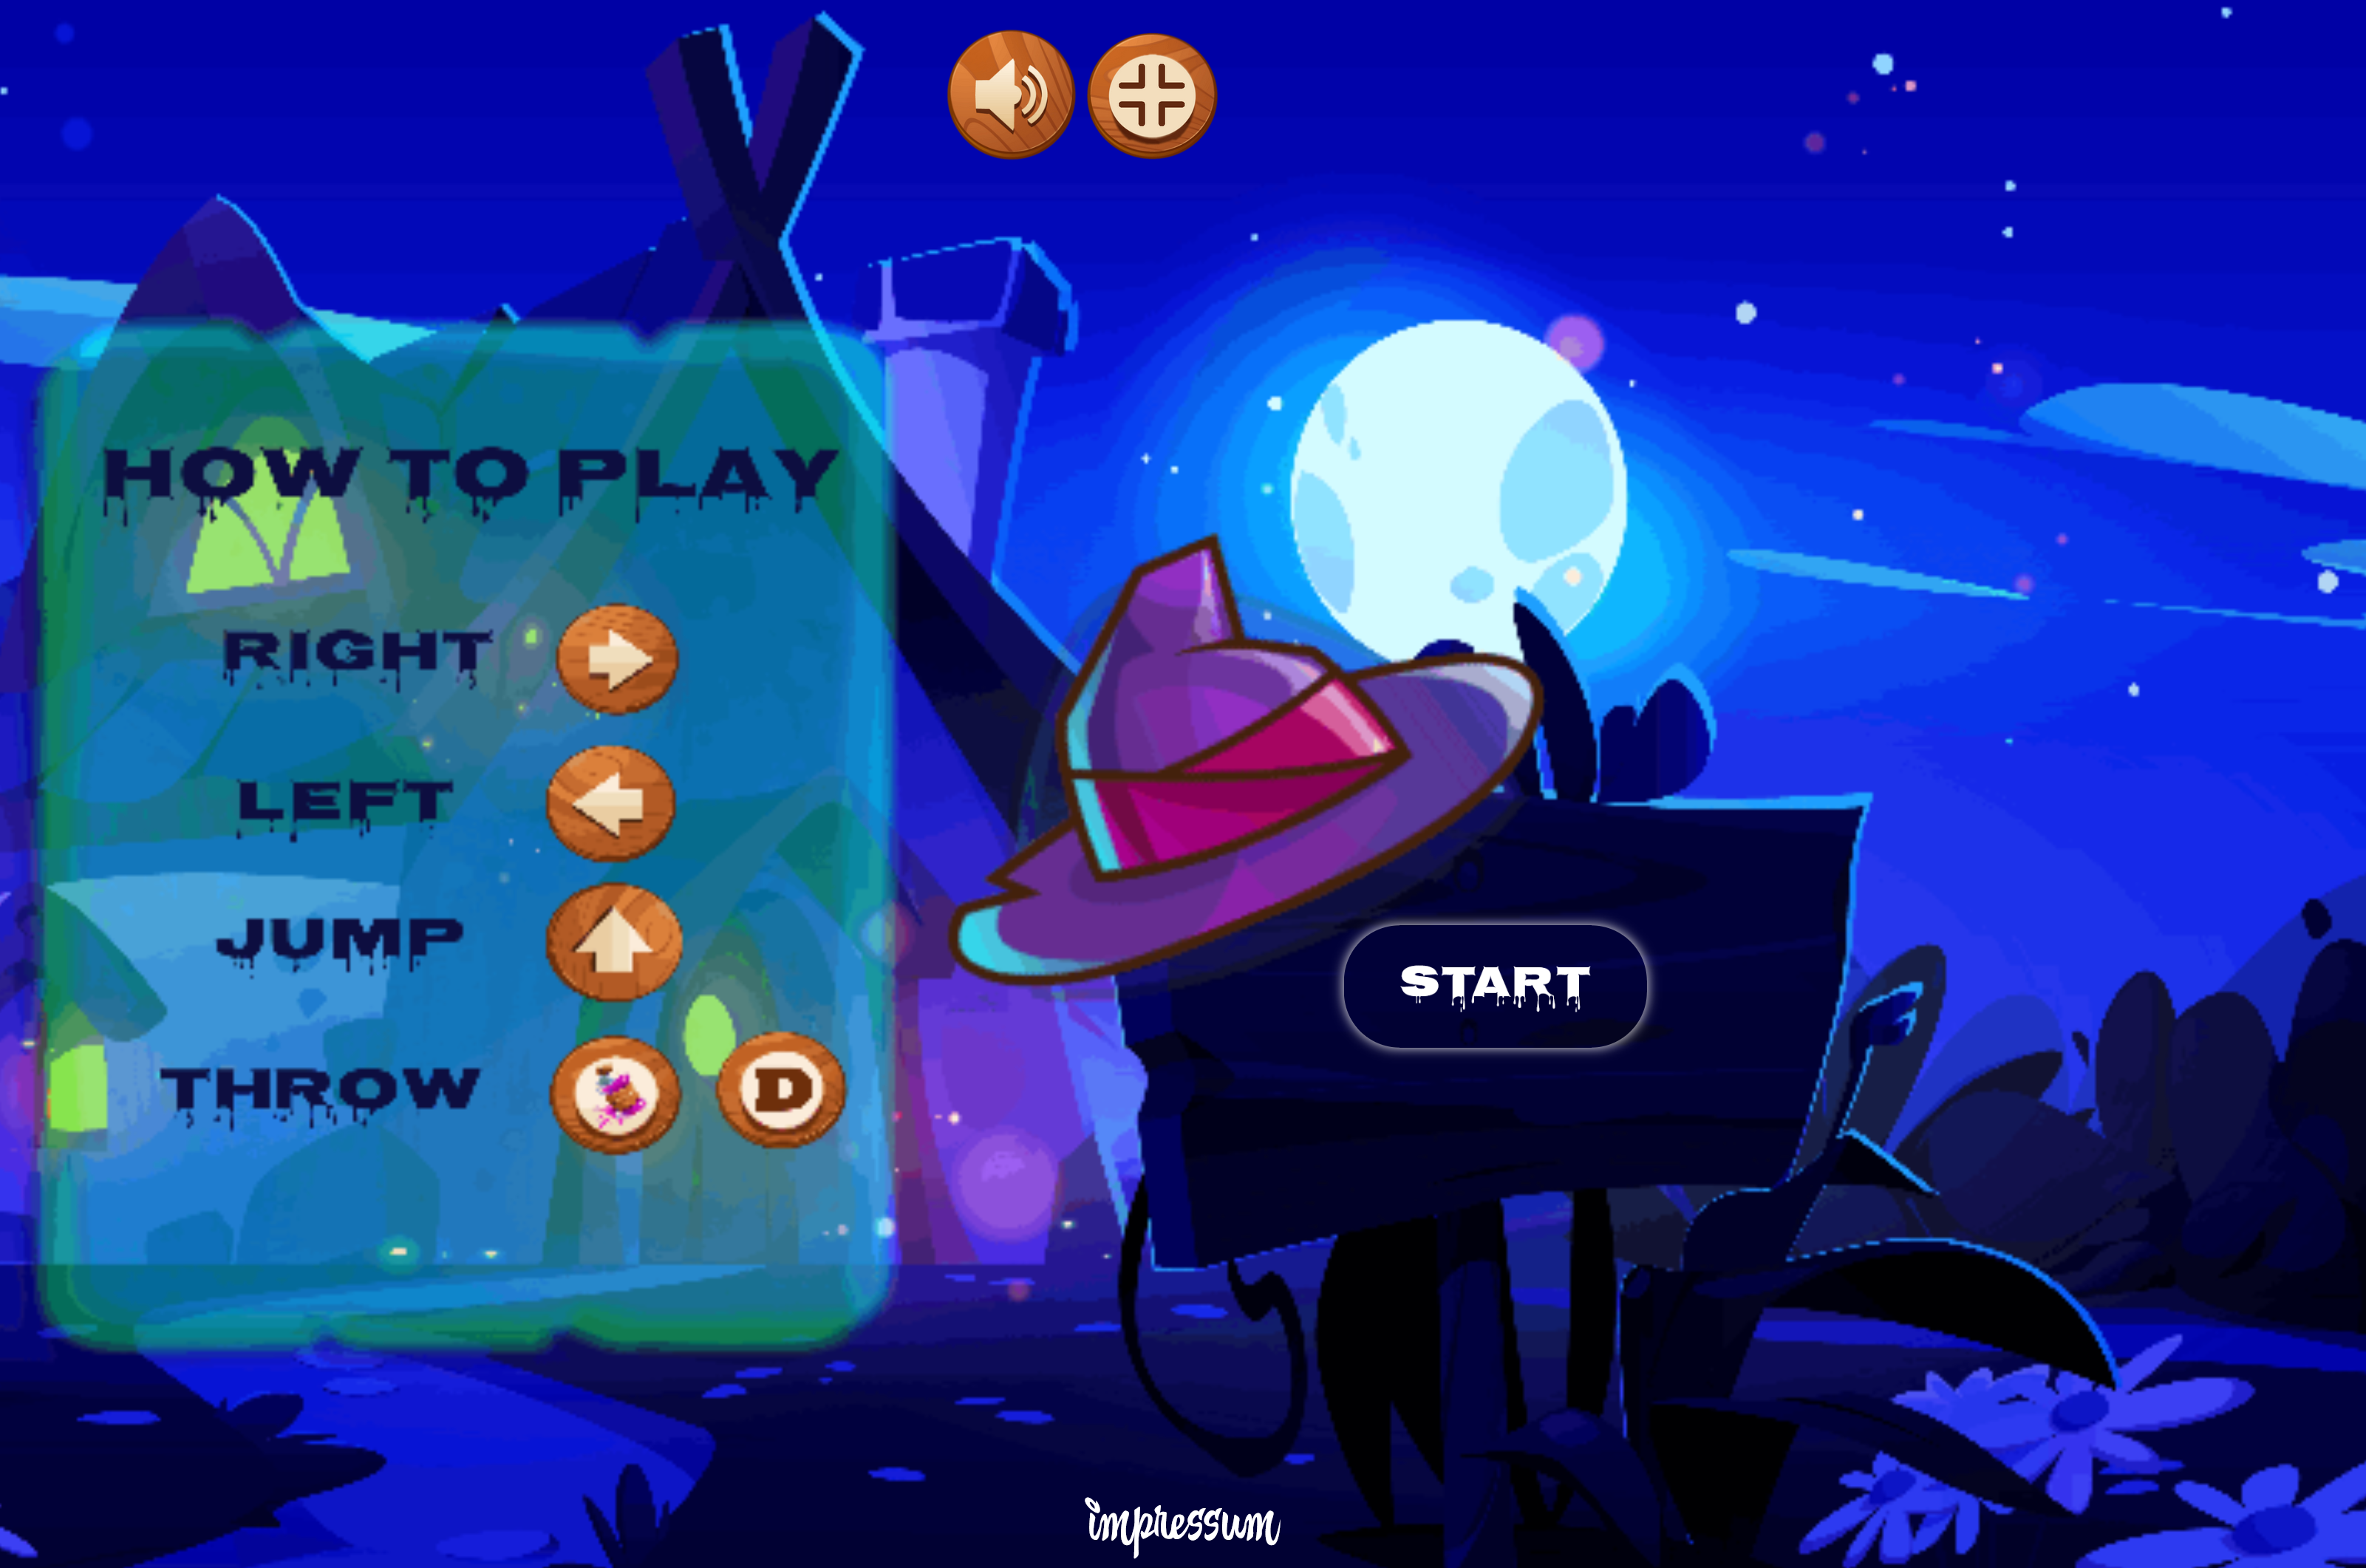 HOW TO PLAY
RIGHT
LEFT
JUMP
THROW D
START
impressum